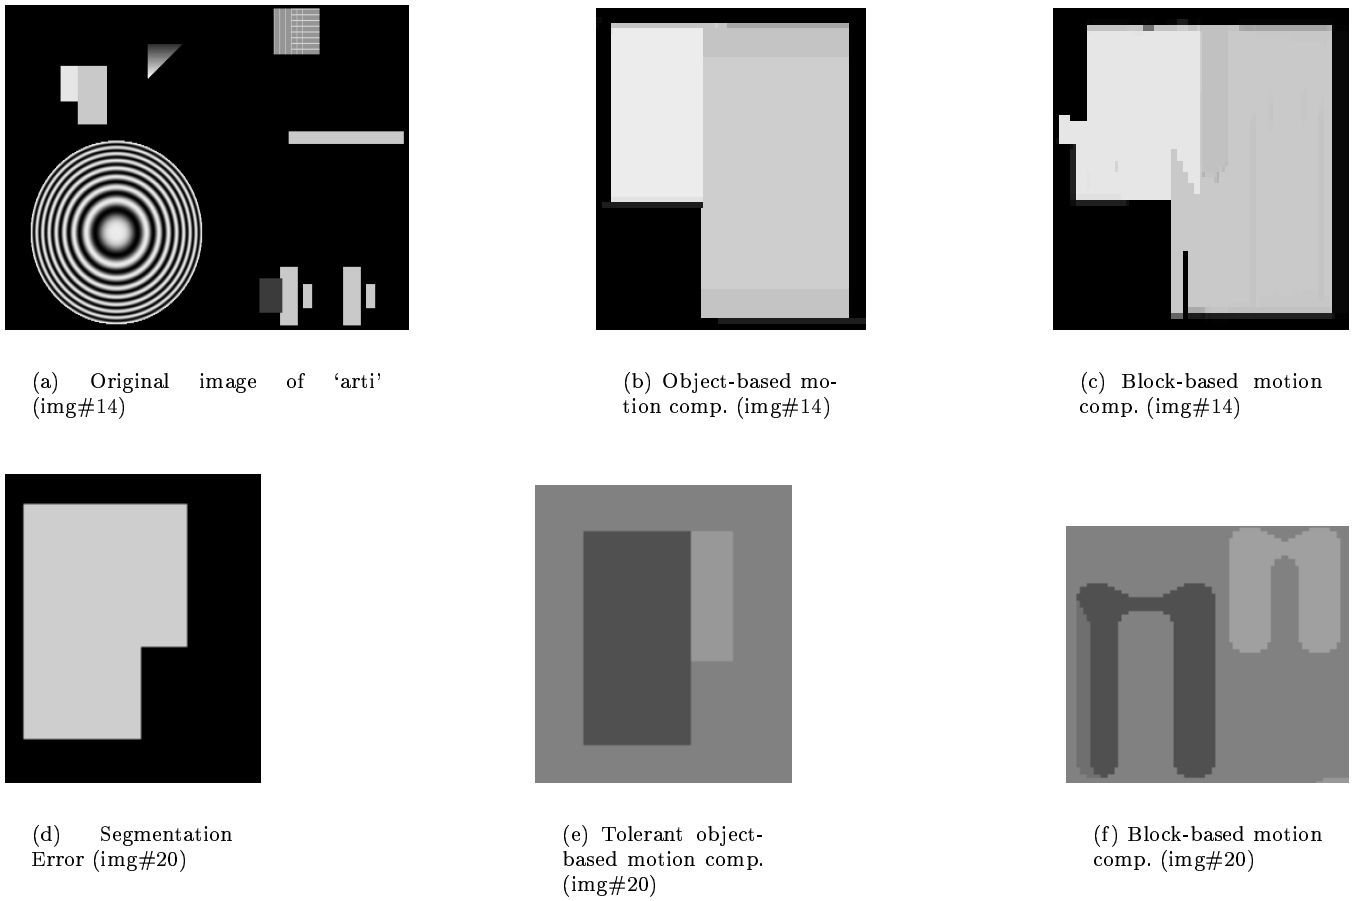 (a) Original image of ‘arti’
(img#14)
(b) Object-based mo-
tion comp. (img#14)
(c) Block-based motion
comp. (img#14)
(d) Segmentation
Error (img#20)
(e) Tolerant object-
based motion comp.
(img#20)
(f) Block-based motion
comp. (img#20)